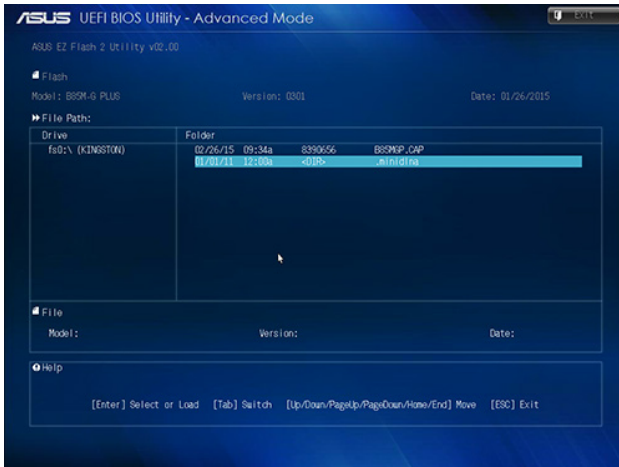 ASUS UEFI BIOS Utility - Advanced Mode
Exit
ASUS EZ Flash 2 Utility v02.00
Flash
Model: B85M-G PLUS Version: 0301 Date: 01/26/2015
File Path:
Drive Folder
fs0:\ (KINGSTON) 02/26/15 09:34a 8390656 B85MGP.CAP
01/01/11 12:00a <DIR> .minidlna
File
Model: Version: Date:
Help
[Enter] Select or Load [Tab] Switch [Up/Down/PageUp/PageDown/Home/End] Move [ESC] Exit